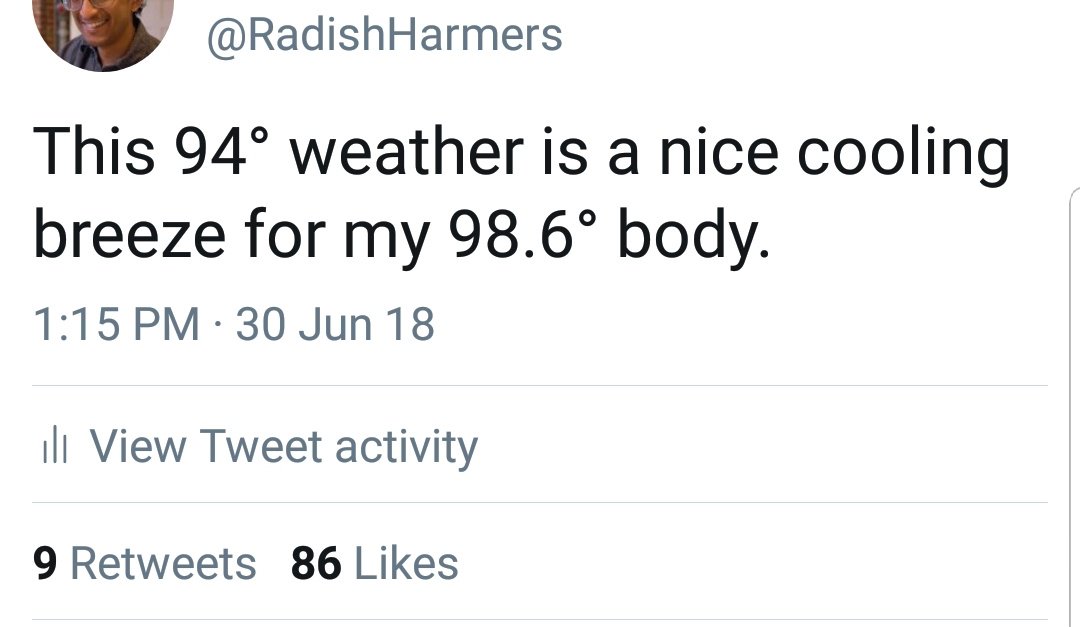 @RadishHarmers
This 94° weather is a nice cooling
breeze for my 98.6° body.
1:15 PM · 30 Jun 18
View Tweet activity
9 Retweets 86 Likes